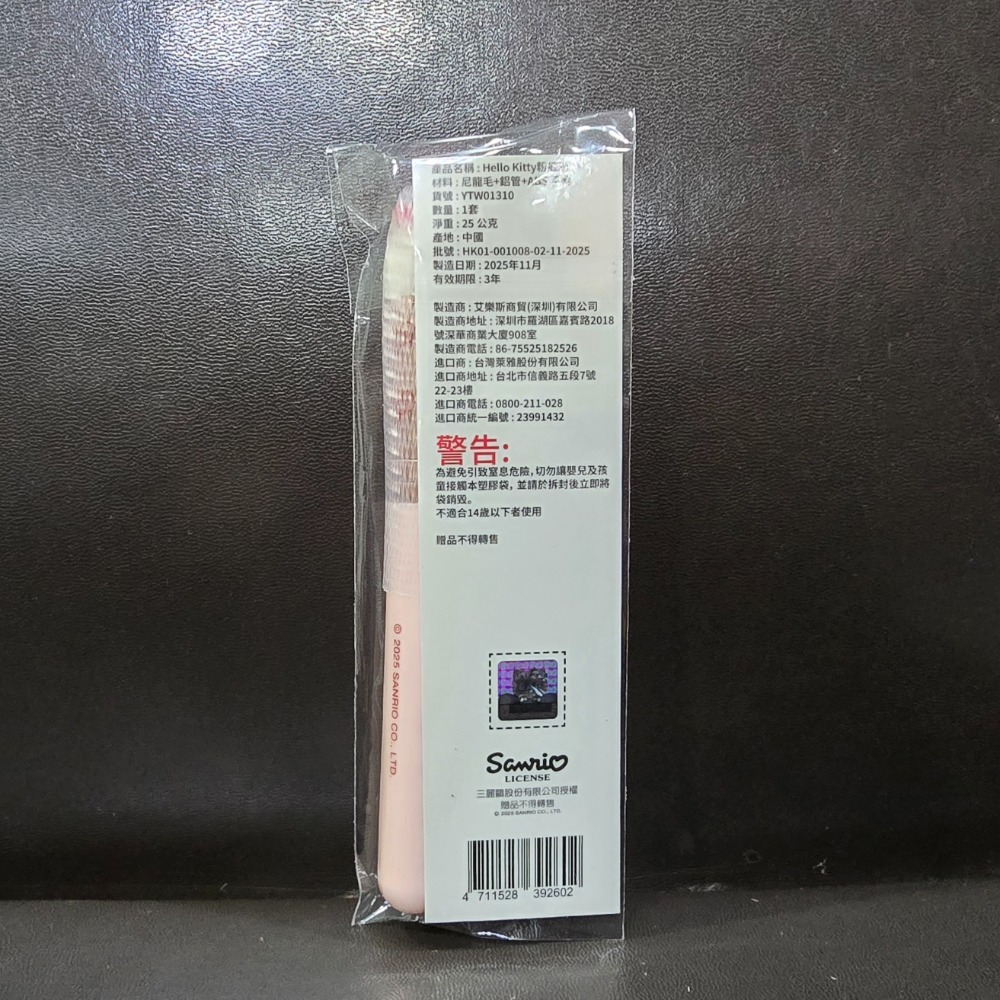 產品名稱 : Hello Kitty粉
材料 : 尼龍毛+鋁管+ABS
貨號 : YTW01310
數量 : 1套
淨重 : 25 公克
產地 : 中國
批號 : HK01-001008-02-11-2025
製造日期 : 2025年11月
有效期限 : 3年
製造商 : 艾樂斯商貿(深圳)有限公司
製造商地址 : 深圳市羅湖區嘉賓路2018
號深華商業大廈908室
製造商電話 : 86-75525182526
進口商 : 台灣萊雅股份有限公司
進口商地址 : 台北市信義路五段7號
22-23樓
進口商電話 : 0800-211-028
進口商統一編號 : 23991432
警告:
為避免引致窒息危險, 切勿讓嬰兒及孩
童接觸本塑膠袋, 並請於拆封後立即將
袋銷毀。
不適合14歲以下者使用
贈品不得轉售
Sanrio
LICENSE
三麗鷗股份有限公司授權
贈品不得轉售
© 2025 SANRIO CO., LTD.
4 711528 392602
© 2025 SANRIO CO., LTD.